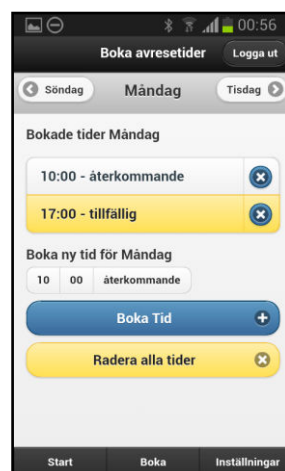 00:56
Boka avresetider Logga ut
Söndag Måndag Tisdag
Bokade tider Måndag
10:00 - återkommande
17:00 - tillfällig
Boka ny tid för Måndag
10 00 återkommande
Boka Tid
Radera alla tider
Start Boka Inställningar